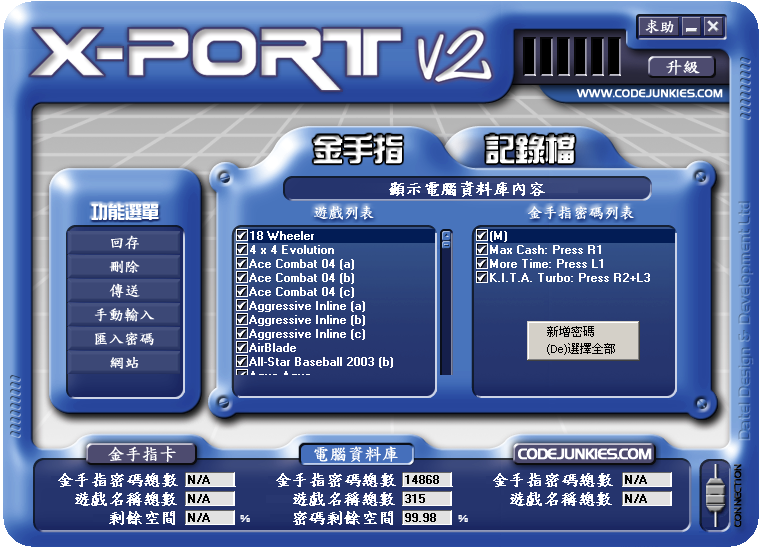 X-PORT V2
求助
升級
WWW.CODEJUNKIES.COM
金手指
記錄檔
顯示電腦資料庫內容
功能選單
回存
刪除
傳送
手動輸入
匯入密碼
網站
遊戲列表
18 Wheeler
4 x 4 Evolution
Ace Combat 04 (a)
Ace Combat 04 (b)
Ace Combat 04 (c)
Aggressive Inline (a)
Aggressive Inline (b)
Aggressive Inline (c)
AirBlade
All-Star Baseball 2003 (b)
金手指密碼列表
(M)
Max Cash: Press R1
More Time: Press L1
K.I.T.A. Turbo: Press R2+L3
新增密碼
(De))選擇全部
Datel Design & Development Ltd
金手指卡
金手指密碼總數 N/A
遊戲名稱總數 N/A
剩餘空間 N/A %
電腦資料庫
金手指密碼總數 14868
遊戲名稱總數 315
密碼剩餘空間 99.98 %
CODEJUNKIES.COM
金手指密碼總數 N/A
遊戲名稱總數 N/A
CONNECTION